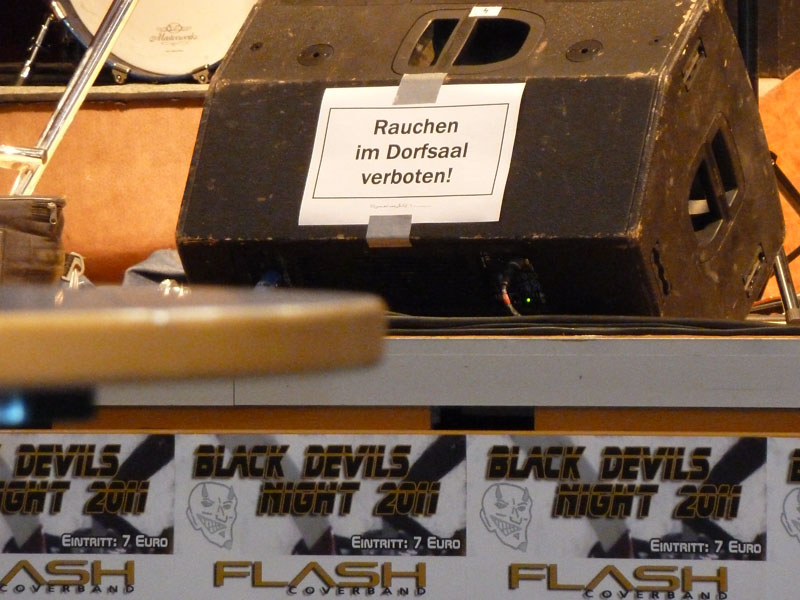 4
Rauchen
im Dorfsaal
verboten!
DEVILS
NIGHT 2011
EINTRITT: 7 EURO
FLASH
COVERBAND
BLACK DEVILS
NIGHT 2011
EINTRITT: 7 EURO
FLASH
COVERBAND
BLACK DEVILS
NIGHT 2011
EINTRITT: 7 EURO
FLASH
COVERBAND